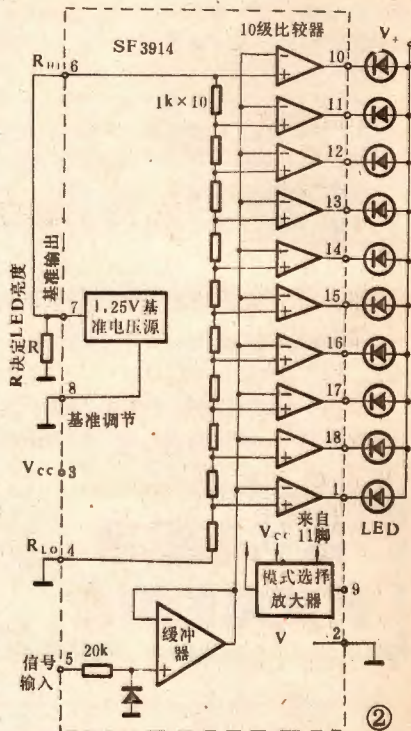 SF3914
10级比较器
V+
RHI
6
1k×10
10
11
12
13
14
15
16
17
18
1
LED
R决定LED亮度
基准输出
7
R
1.25V基
准电压源
8
基准调节
VCC
3
RLO
4
VCC
来自
11脚
模式选择
放大器
9
V
2
缓冲
器
信号
输入
5
20k
②